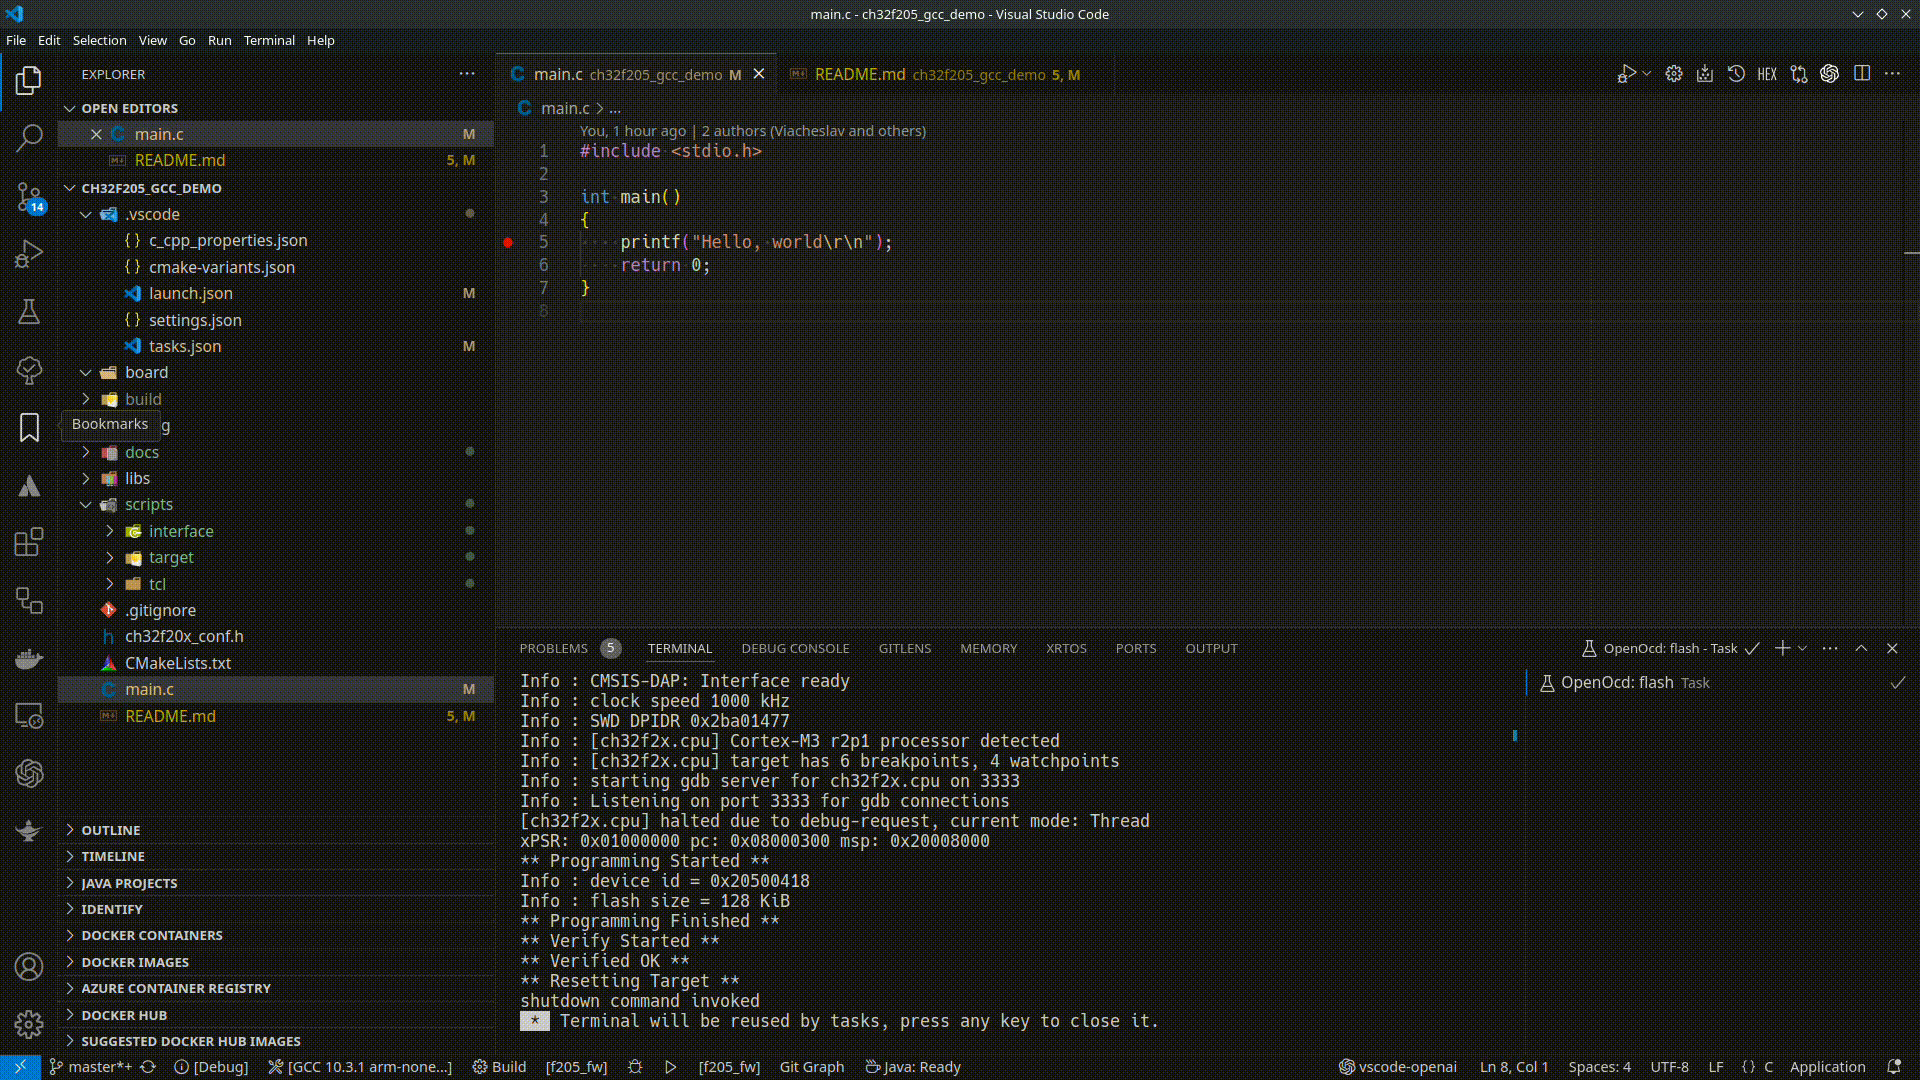 main.c - ch32f205_gcc_demo - Visual Studio Code
File Edit Selection View Go Run Terminal Help
EXPLORER
OPEN EDITORS
main.c M
README.md 5, M
CH32F205_GCC_DEMO
.vscode
c_cpp_properties.json
cmake-variants.json
launch.json M
settings.json
tasks.json M
board
build
Bookmarks g
docs
libs
scripts
interface
target
tcl
.gitignore
ch32f20x_conf.h
CMakeLists.txt
main.c M
README.md 5, M
OUTLINE
TIMELINE
JAVA PROJECTS
IDENTIFY
DOCKER CONTAINERS
DOCKER IMAGES
AZURE CONTAINER REGISTRY
DOCKER HUB
SUGGESTED DOCKER HUB IMAGES
14
main.c ch32f205_gcc_demo M
README.md ch32f205_gcc_demo 5, M
HEX
main.c > ...
You, 1 hour ago | 2 authors (Viacheslav and others)
1 #include <stdio.h>
2
3 int main()
4 {
5 printf("Hello, world\r\n");
6 return 0;
7 }
8
PROBLEMS 5 TERMINAL DEBUG CONSOLE GITLENS MEMORY XRTOS PORTS OUTPUT
OpenOcd: flash - Task
Info : CMSIS-DAP: Interface ready
Info : clock speed 1000 kHz
Info : SWD DPIDR 0x2ba01477
Info : [ch32f2x.cpu] Cortex-M3 r2p1 processor detected
Info : [ch32f2x.cpu] target has 6 breakpoints, 4 watchpoints
Info : starting gdb server for ch32f2x.cpu on 3333
Info : Listening on port 3333 for gdb connections
[ch32f2x.cpu] halted due to debug-request, current mode: Thread
xPSR: 0x01000000 pc: 0x08000300 msp: 0x20008000
** Programming Started **
Info : device id = 0x20500418
Info : flash size = 128 KiB
** Programming Finished **
** Verify Started **
** Verified OK **
** Resetting Target **
shutdown command invoked
* Terminal will be reused by tasks, press any key to close it.
OpenOcd: flash Task
master*+ [Debug] [GCC 10.3.1 arm-none...] Build [f205_fw] [f205_fw] Git Graph Java: Ready vscode-openai Ln 8, Col 1 Spaces: 4 UTF-8 LF {} C Application